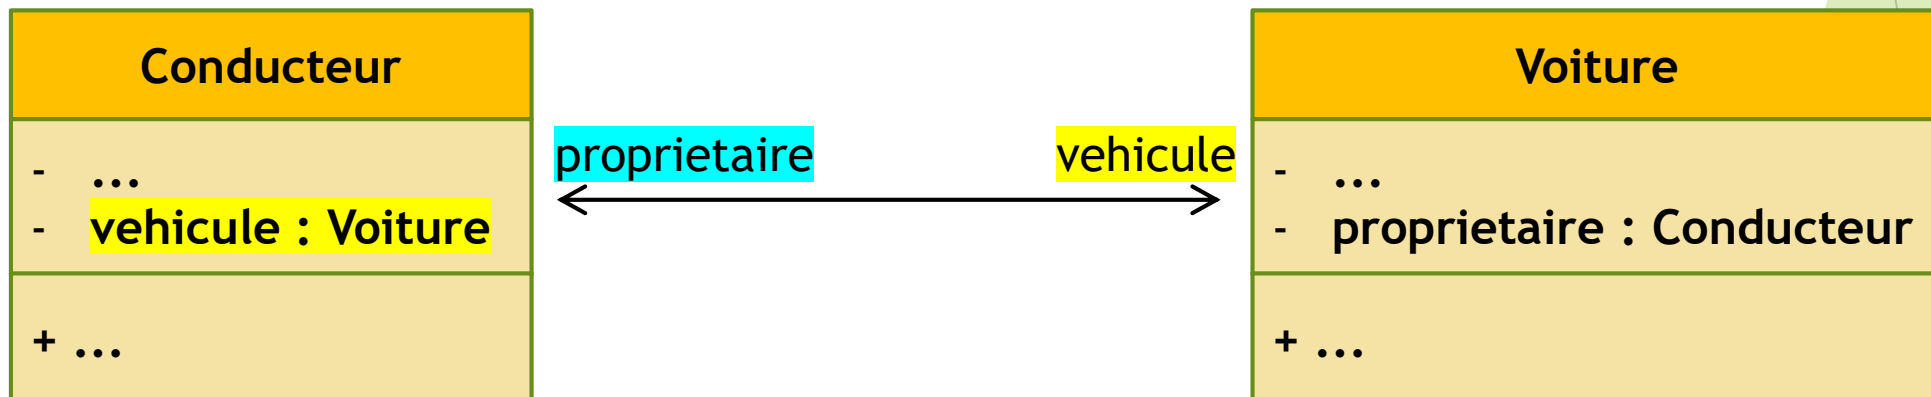 Conducteur
- ...
- vehicule : Voiture
+ ...
proprietaire
vehicule
Voiture
- ...
- proprietaire : Conducteur
+ ...